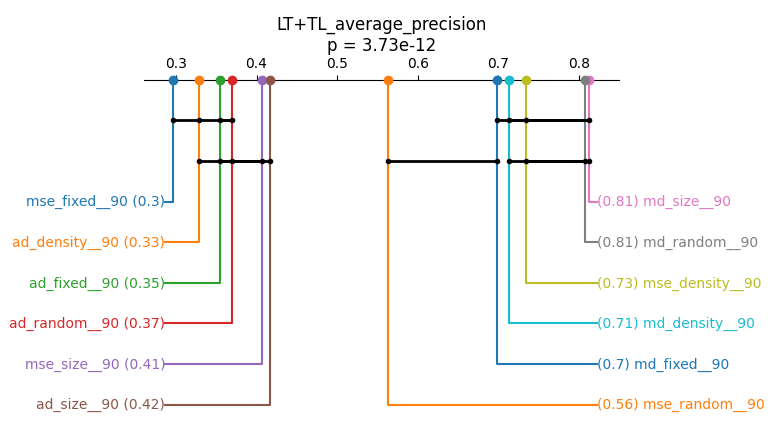 LT+TL_average_precision
p = 3.73e-12
0.3 0.4 0.5 0.6 0.7 0.8
mse_fixed__90 (0.3) (0.81) md_size__90
ad_density__90 (0.33) (0.81) md_random__90
ad_fixed__90 (0.35) (0.73) mse_density__90
ad_random__90 (0.37) (0.71) md_density__90
mse_size__90 (0.41) (0.7) md_fixed__90
ad_size__90 (0.42) (0.56) mse_random__90